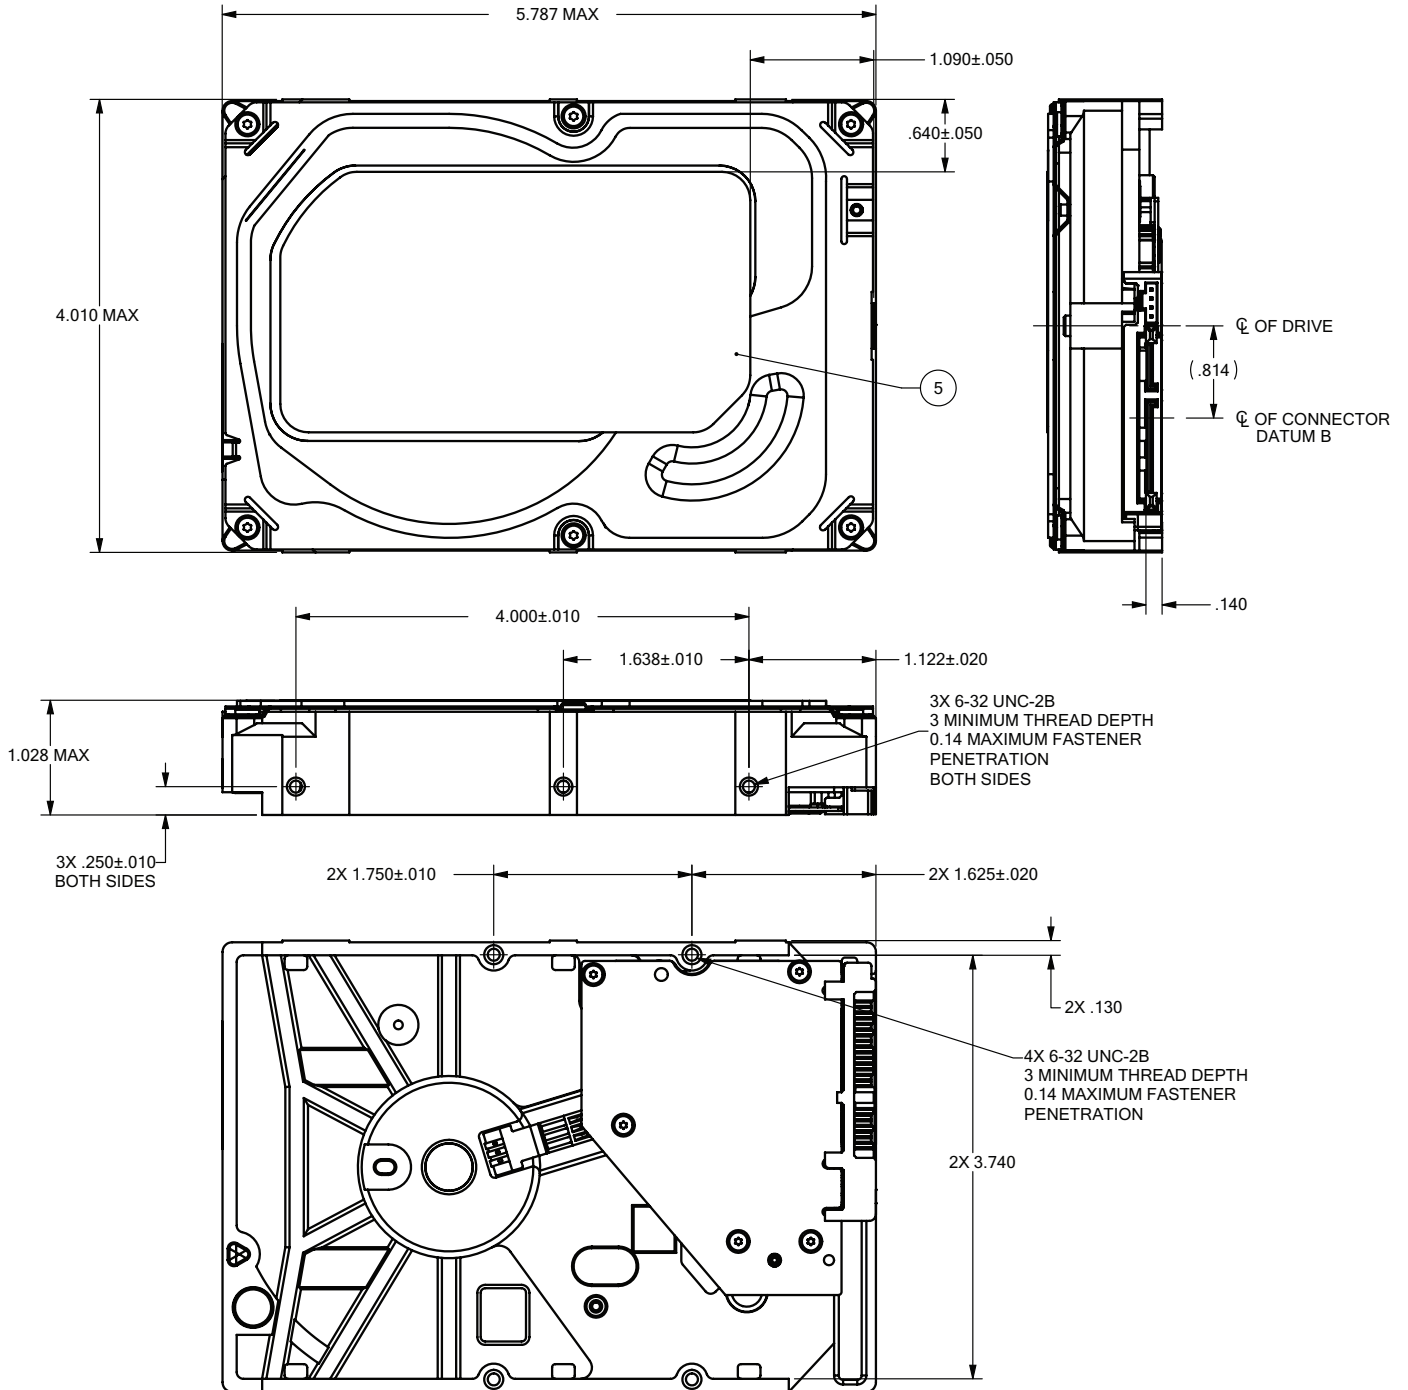 5.787 MAX
1.090±.050
.640±.050
4.010 MAX
℄ OF DRIVE
(.814)
5
℄ OF CONNECTOR
DATUM B
.140
4.000±.010
1.638±.010
1.122±.020
3X 6-32 UNC-2B
3 MINIMUM THREAD DEPTH
0.14 MAXIMUM FASTENER
PENETRATION
BOTH SIDES
1.028 MAX
3X .250±.010
BOTH SIDES
2X 1.750±.010
2X 1.625±.020
2X .130
4X 6-32 UNC-2B
3 MINIMUM THREAD DEPTH
0.14 MAXIMUM FASTENER
PENETRATION
2X 3.740